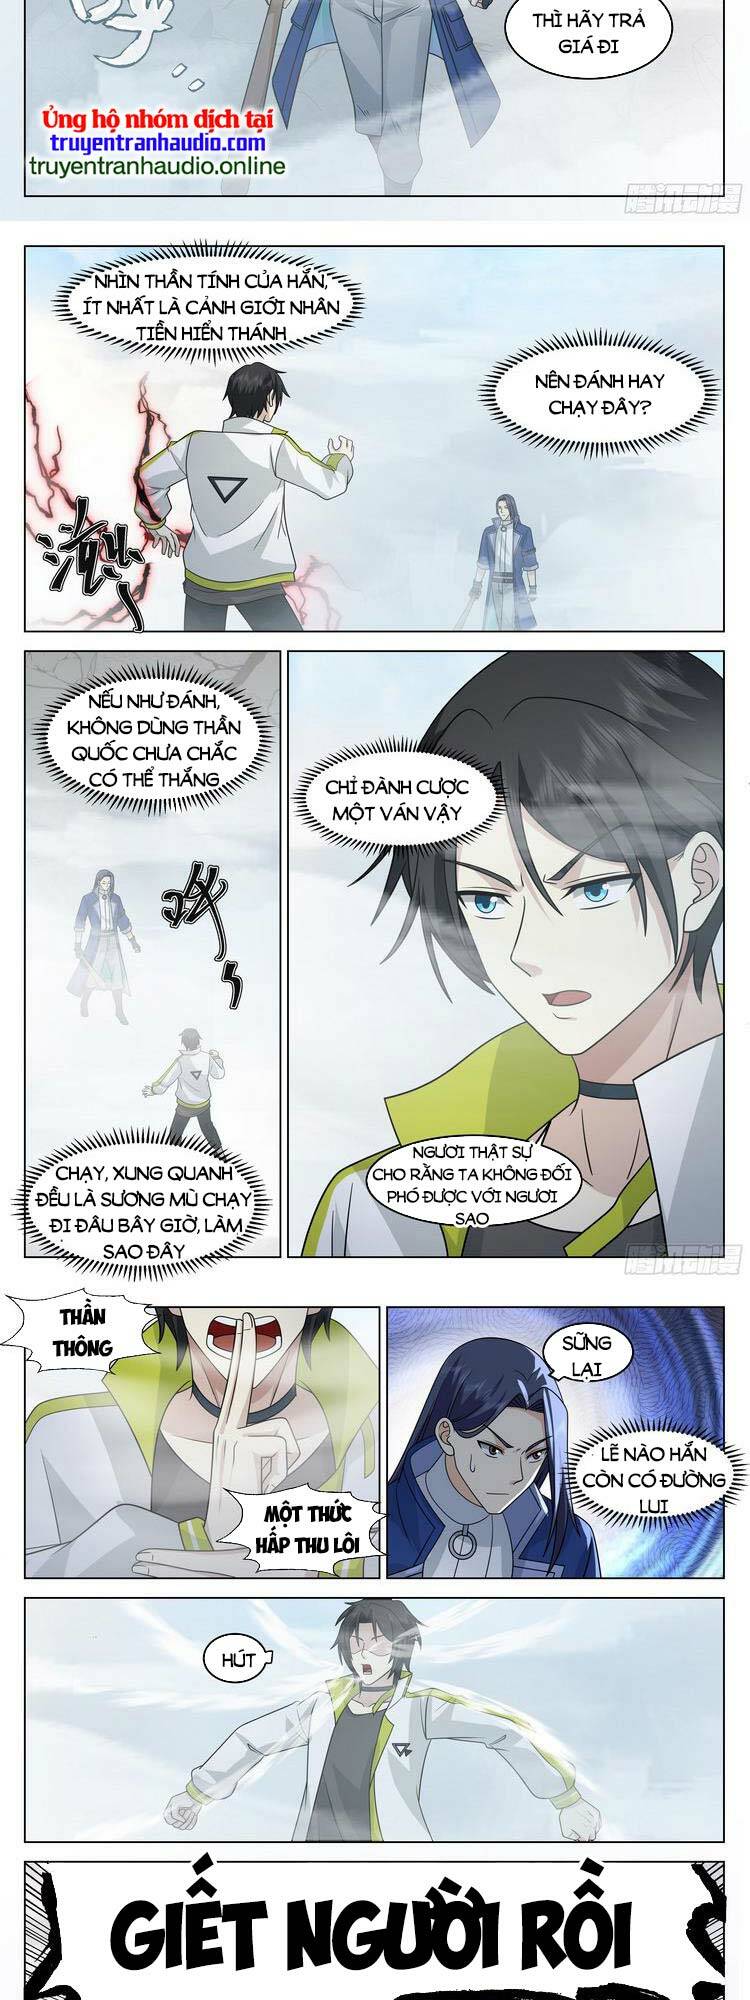 THÌ HÃY TRẢ
GIÁ ĐI
Ủng hộ nhóm dịch tại
truyentranhaudio.com
truyentranhaudio.online
NHÌN THẦN TÍNH CỦA HẮN,
ÍT NHẤT LÀ CẢNH GIỚI NHÂN
TIỀN HIỂN THÁNH
NÊN ĐÁNH HAY
CHẠY ĐÂY?
NẾU NHƯ ĐÁNH,
KHÔNG DÙNG THẦN
QUỐC CHƯA CHẮC
CÓ THỂ THẮNG
CHỈ ĐÀNH CƯỢC
MỘT VÁN VẬY
CHẠY, XUNG QUANH
ĐỀU LÀ SƯƠNG MÙ CHẠY
ĐI ĐÂU BÂY GIỜ, LÀM
SAO ĐÂY
NGƯƠI THẬT SỰ
CHO RẰNG TA KHÔNG ĐỐI
PHÓ ĐƯỢC VỚI NGƯƠI
SAO
THẦN
THÔNG
MỘT THỨC
HẤP THU LÔI
SỮNG
LẠI
LẼ NÀO HẮN
CÒN CÓ ĐƯỜNG
LUI
HÚT
GIẾT NGƯỜI RỒI